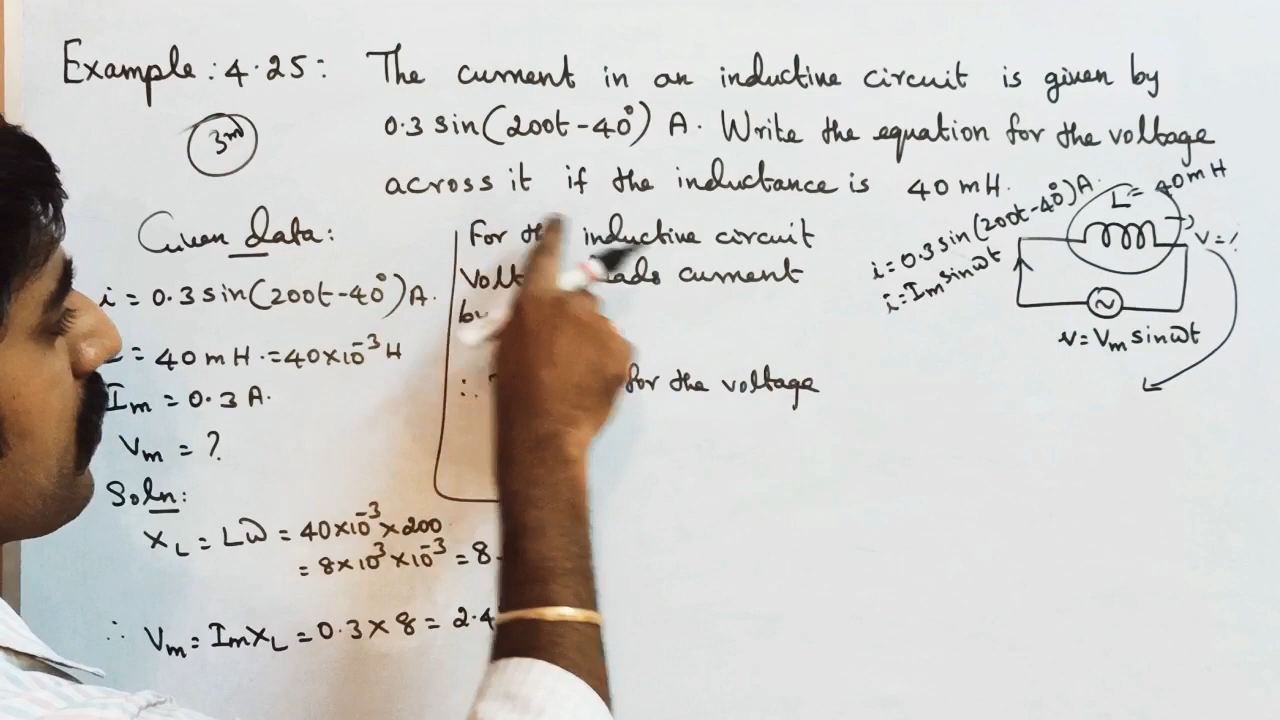 Example: 4.25: The current in an inductive circuit is given by
3rd
0.3 sin(200t-40°) A. Write the equation for the voltage
across it if the inductance is 40 mH.
Given data:
i = 0.3 sin(200t-40°) A.
= 40 mH. = 40×10⁻³ H
Im = 0.3 A.
Vm = ?
Soln:
XL = Lω = 40×10⁻³×200
= 8×10³×10⁻³ = 8
∴ Vm = Im XL = 0.3 × 8 = 2.4
For inductive circuit
current
∴ for the voltage
L = 40 mH
i = 0.3 sin(200t-40°) A.
i = Im sin ωt
V = ?
v = Vm sin ωt